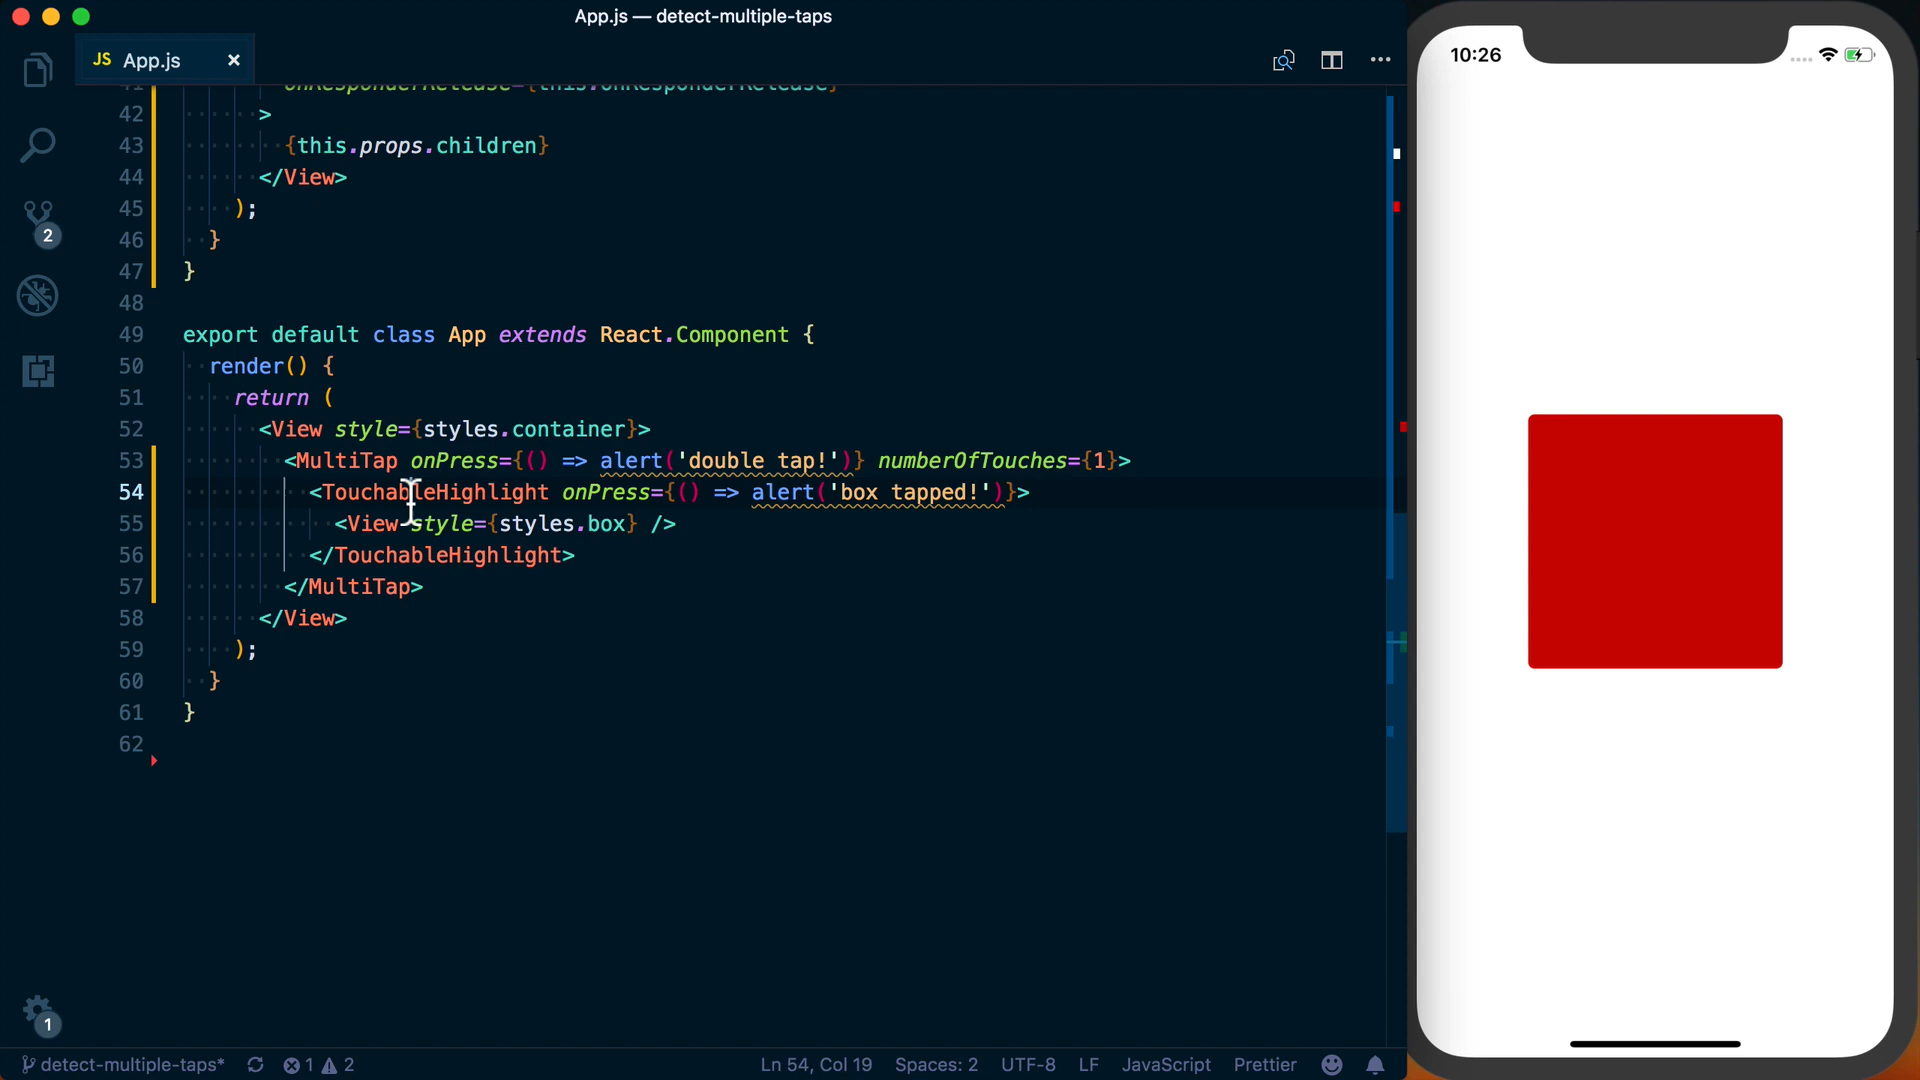 App.js — detect-multiple-taps
JS App.js ×
41 onResponderRelease={this.onResponderRelease}
42 >
43 {this.props.children}
44 </View>
45 );
46 }
47 }
48
49 export default class App extends React.Component {
50 render() {
51 return (
52 <View style={styles.container}>
53 <MultiTap onPress={() => alert('double tap!')} numberOfTouches={1}>
54 <TouchableHighlight onPress={() => alert('box tapped!')}>
55 <View style={styles.box} />
56 </TouchableHighlight>
57 </MultiTap>
58 </View>
59 );
60 }
61 }
62
2
1
detect-multiple-taps* 1 2 Ln 54, Col 19 Spaces: 2 UTF-8 LF JavaScript Prettier
10:26